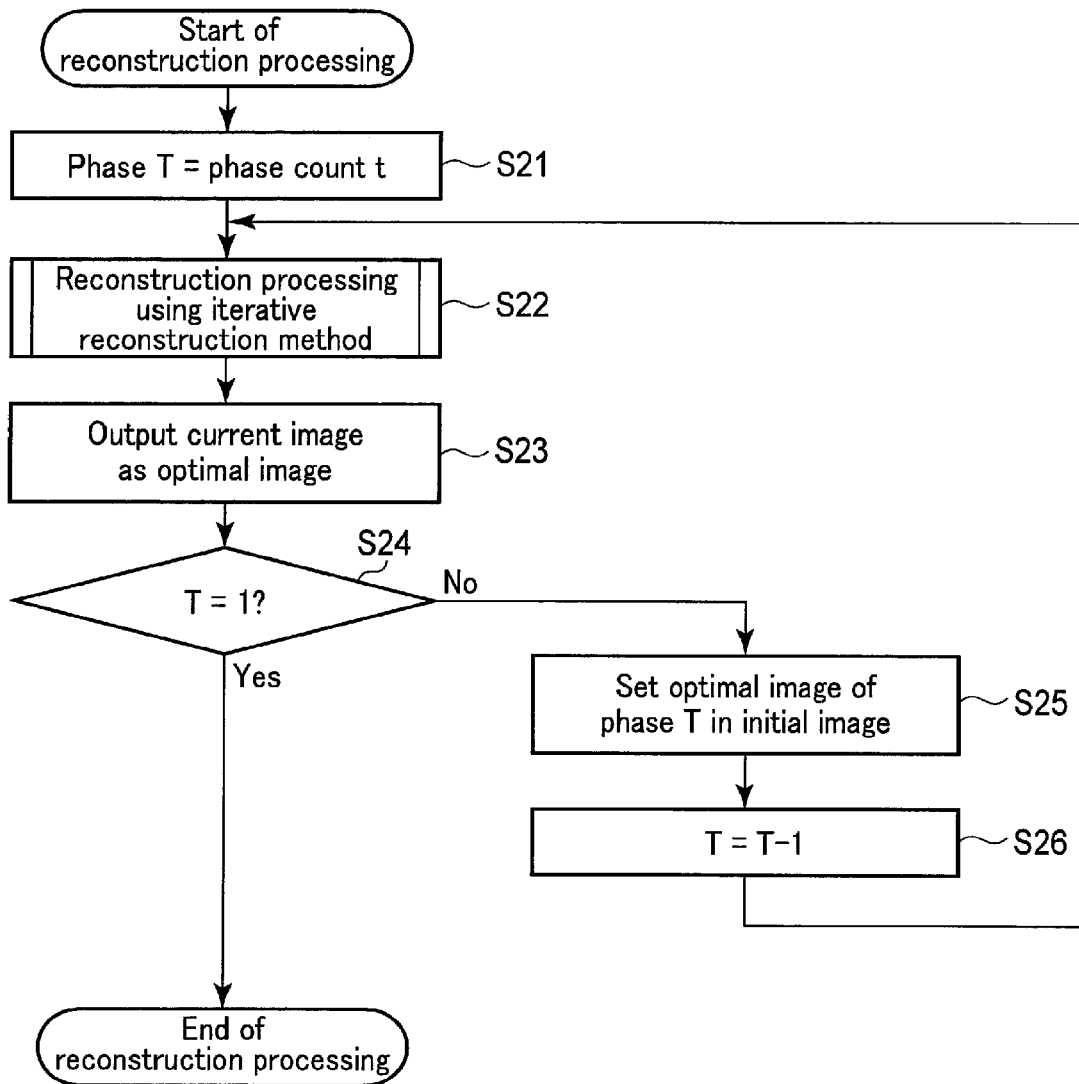 Start of
reconstruction processing
Phase T = phase count t
S21
Reconstruction processing
using iterative
reconstruction method
S22
Output current image
as optimal image
S23
S24
T = 1?
No
Yes
Set optimal image of
phase T in initial image
S25
T = T-1
S26
End of
reconstruction processing